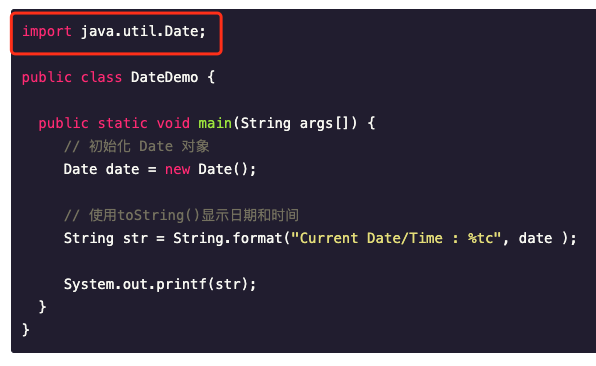 import java.util.Date;
public class DateDemo {
public static void main(String args[]) {
// 初始化 Date 对象
Date date = new Date();
// 使用toString()显示日期和时间
String str = String.format("Current Date/Time : %tc", date );
System.out.printf(str);
}
}